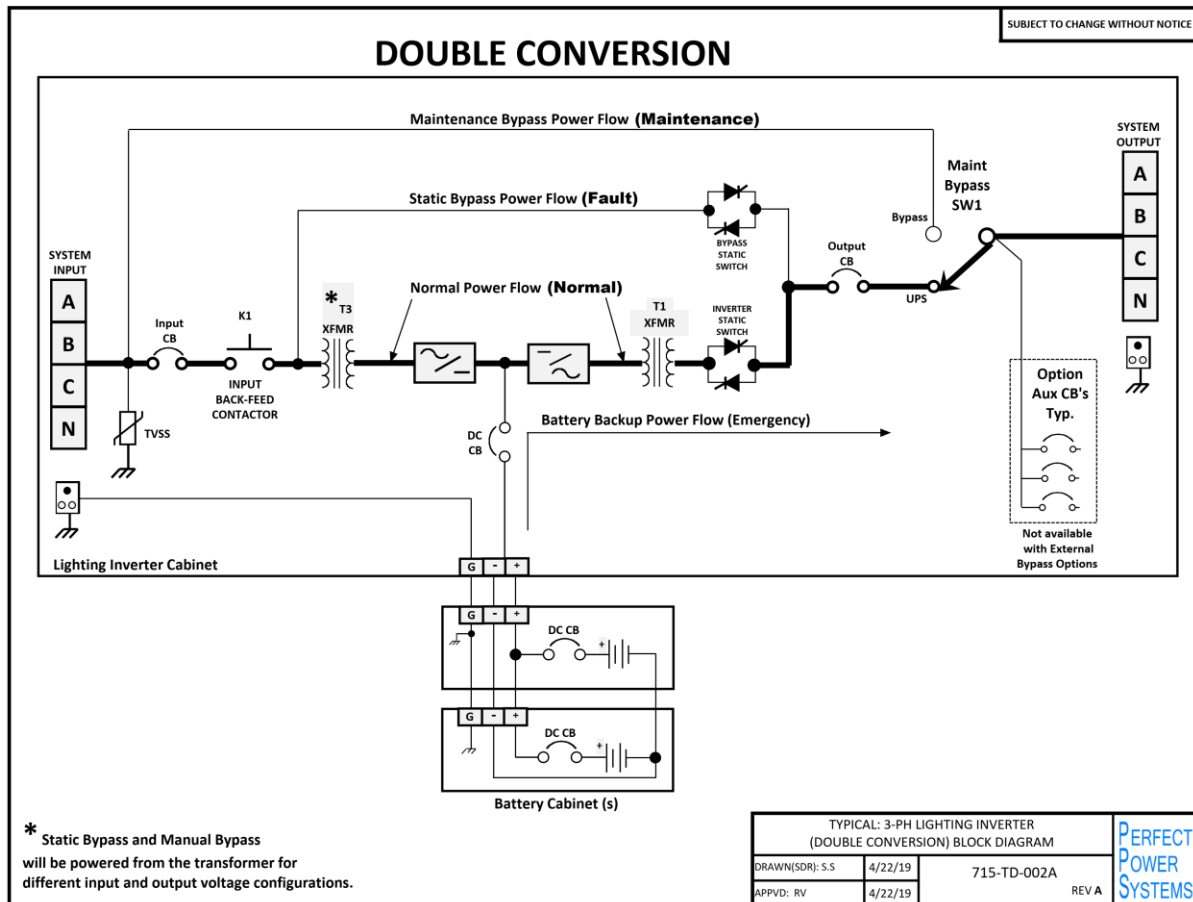 SUBJECT TO CHANGE WITHOUT NOTICE
DOUBLE CONVERSION
Maintenance Bypass Power Flow (Maintenance)
SYSTEM
OUTPUT
A
B
C
N
Maint
Bypass
SW1
Static Bypass Power Flow (Fault)
Bypass
BYPASS
STATIC
SWITCH
Output
CB
UPS
SYSTEM
INPUT
A
B
C
N
Input
CB
K1
INPUT
BACK-FEED
CONTACTOR
* T3
XFMR
Normal Power Flow (Normal)
T1
XFMR
INVERTER
STATIC
SWITCH
TVSS
DC
CB
Battery Backup Power Flow (Emergency)
Option
Aux CB's
Typ.
Not available
with External
Bypass Options
Lighting Inverter Cabinet
G - +
G - +
DC CB
+
G - +
DC CB
+
Battery Cabinet (s)
* Static Bypass and Manual Bypass
will be powered from the transformer for
different input and output voltage configurations.
TYPICAL: 3-PH LIGHTING INVERTER
(DOUBLE CONVERSION) BLOCK DIAGRAM
DRAWN(SDR): S.S 4/22/19
715-TD-002A
APPVD: RV 4/22/19
REV A
PERFECT
POWER
SYSTEMS